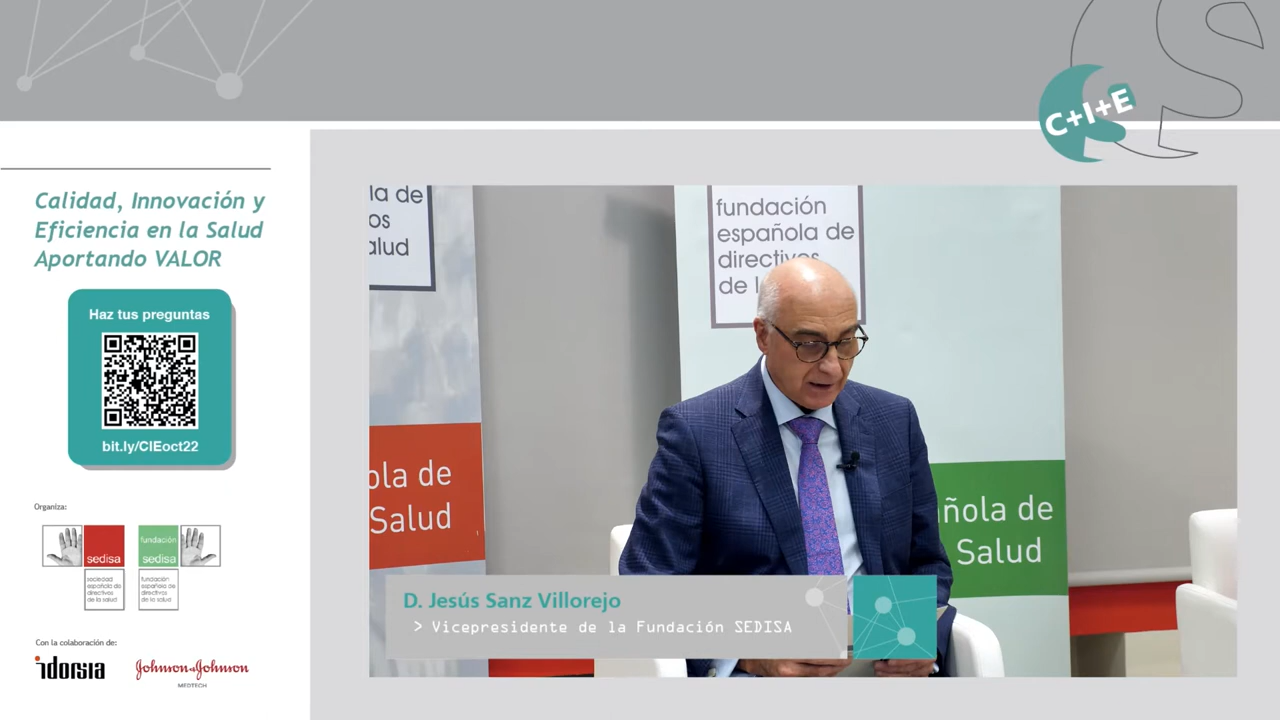 C+I+E
Calidad, Innovación y
Eficiencia en la Salud
Aportando VALOR
Haz tus preguntas
bit.ly/CIEoct22
Organiza:
sedisa
sociedad
española de
directivos
de la salud
fundación
sedisa
fundación
española de
directivos
de la salud
Con la colaboración de:
idorsia
Johnson & Johnson
MEDTECH
la de
os
alud
fundación
española de
directivos
de l
ola de
Salud
ñola de
Salud
D. Jesús Sanz Villorejo
> Vicepresidente de la Fundación SEDISA